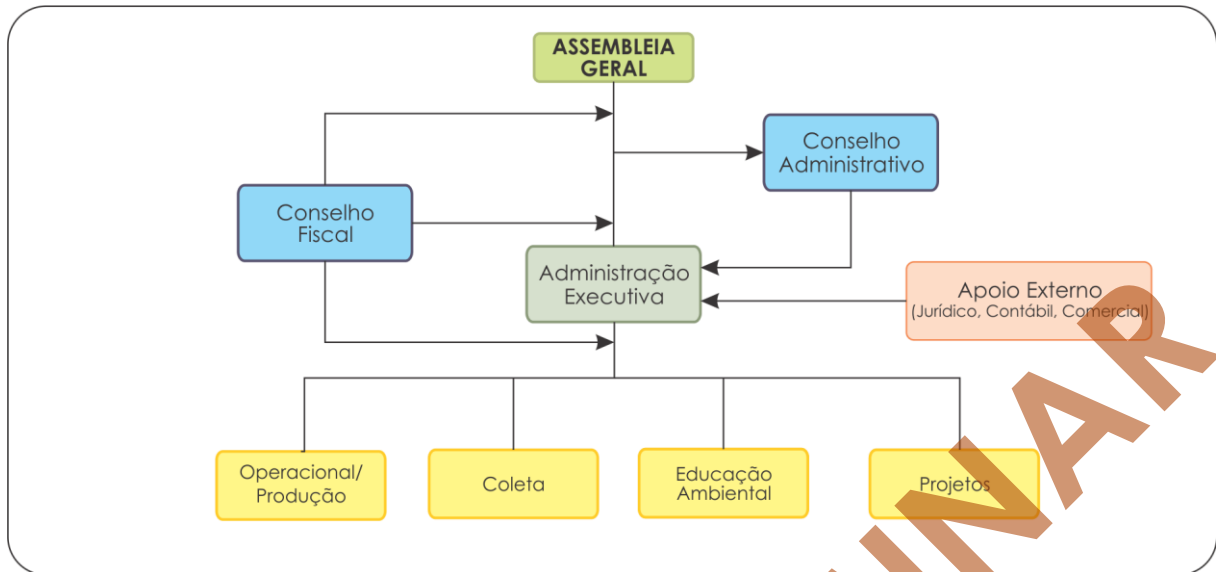 ASSEMBLEIA
GERAL
Conselho
Administrativo
Conselho
Fiscal
Administração
Executiva
Apoio Externo
(Jurídico, Contábil, Comercial)
Operacional/
Produção
Coleta
Educação
Ambiental
Projetos
INAR